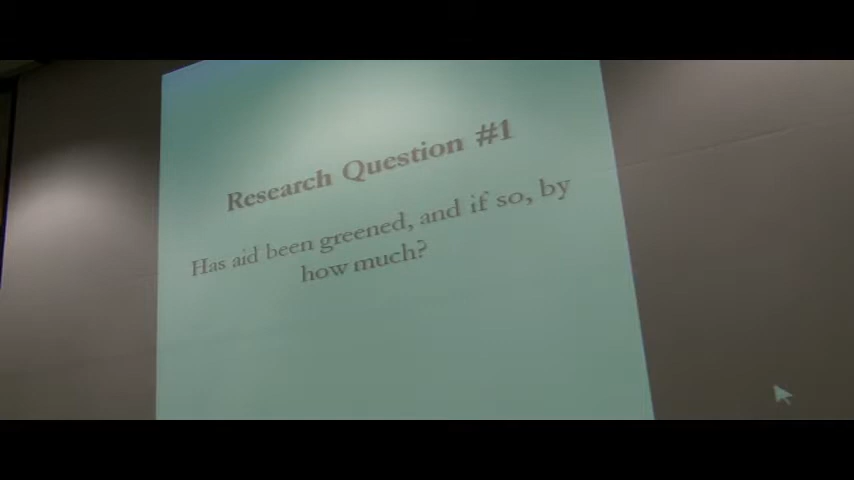 Research Question #1
Has aid been greened, and if so, by
how much?